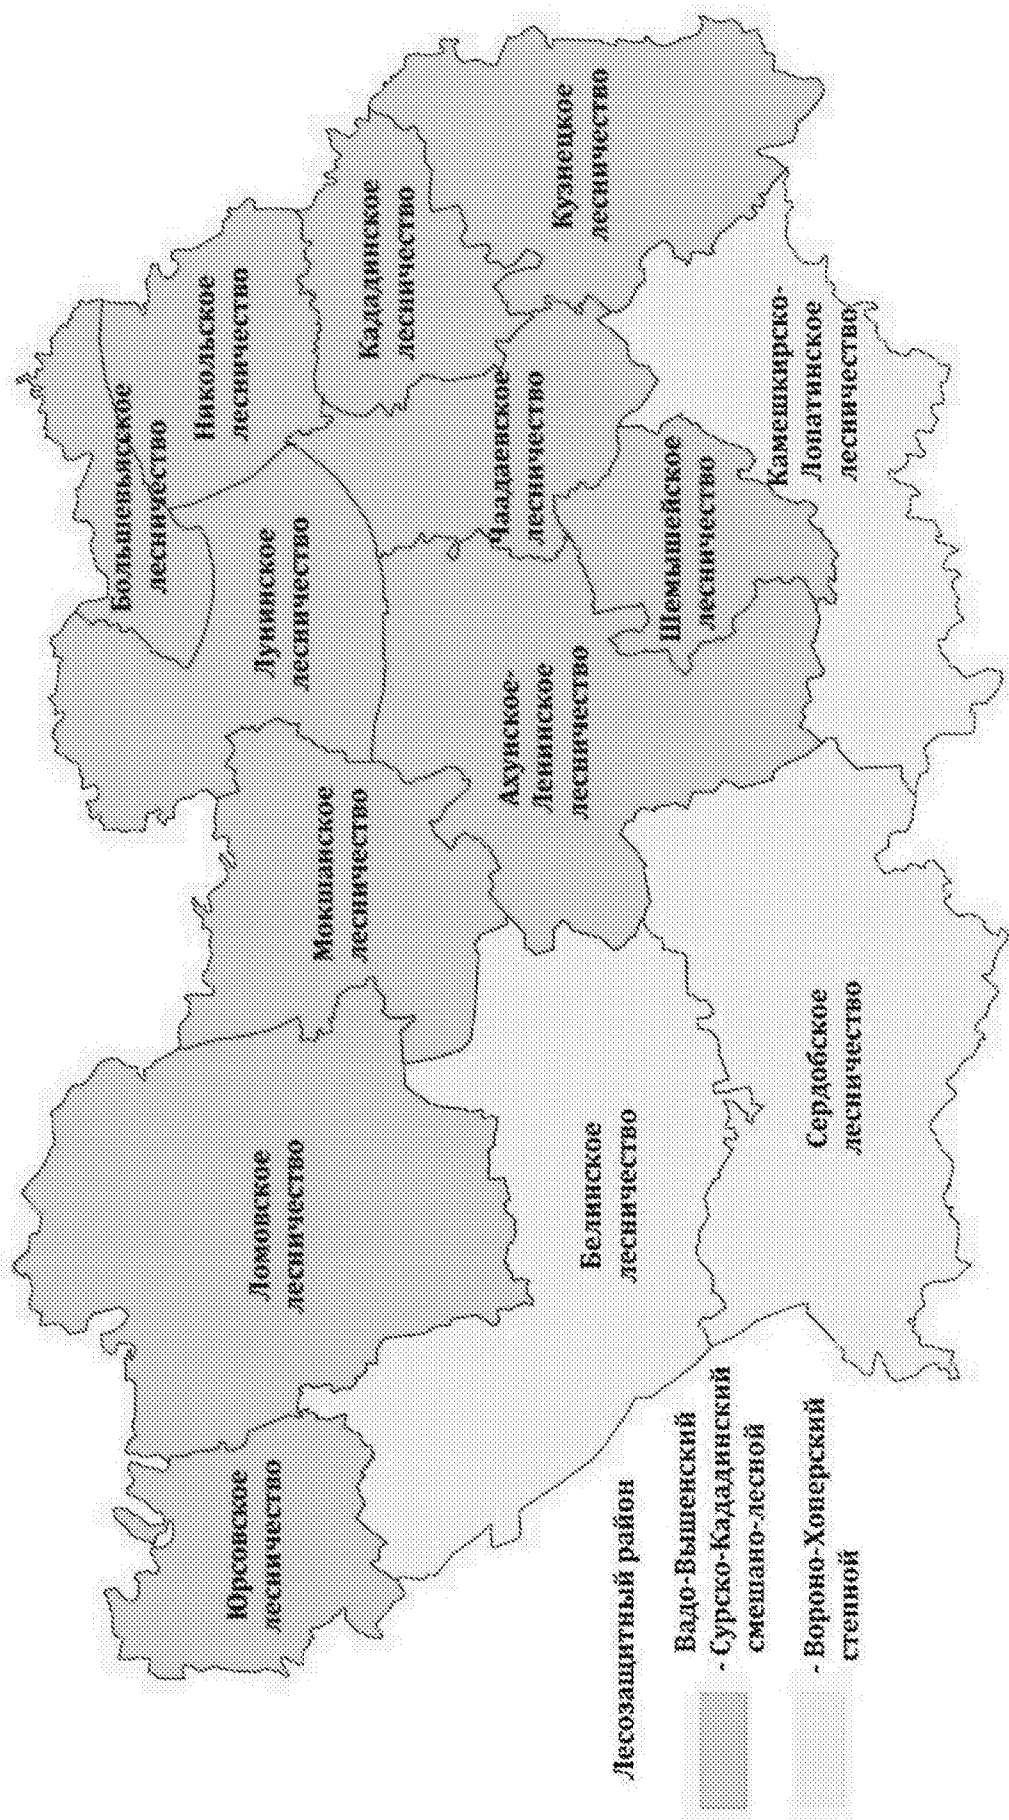 Юрсовское
лесничество
Ломовское
лесничество
Мокшанское
лесничество
Лунинское
лесничество
Большевьясское
лесничество
Никольское
лесничество
Кададинское
лесничество
Кузнецкое
лесничество
Чаадаевское
лесничество
Ахунское-
Ленинское
лесничество
Шемышейское
лесничество
Камешкирско-
Лопатинское
лесничество
Белинское
лесничество
Сердобское
лесничество
Лесозащитный район
Вадо-Вышенский
- Сурско-Кададинский
смешано-лесной
- Вороно-Хоперский
степной